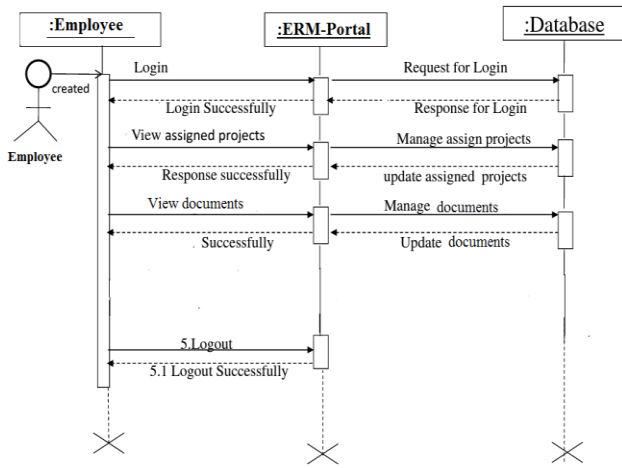 :Employee
:ERM-Portal
:Database
created
Employee
Login
Request for Login
Login Successfully
Response for Login
View assigned projects
Manage assign projects
Response successfully
update assigned projects
View documents
Manage documents
. Successfully
Update documents
5.Logout
5.1 Logout Successfully